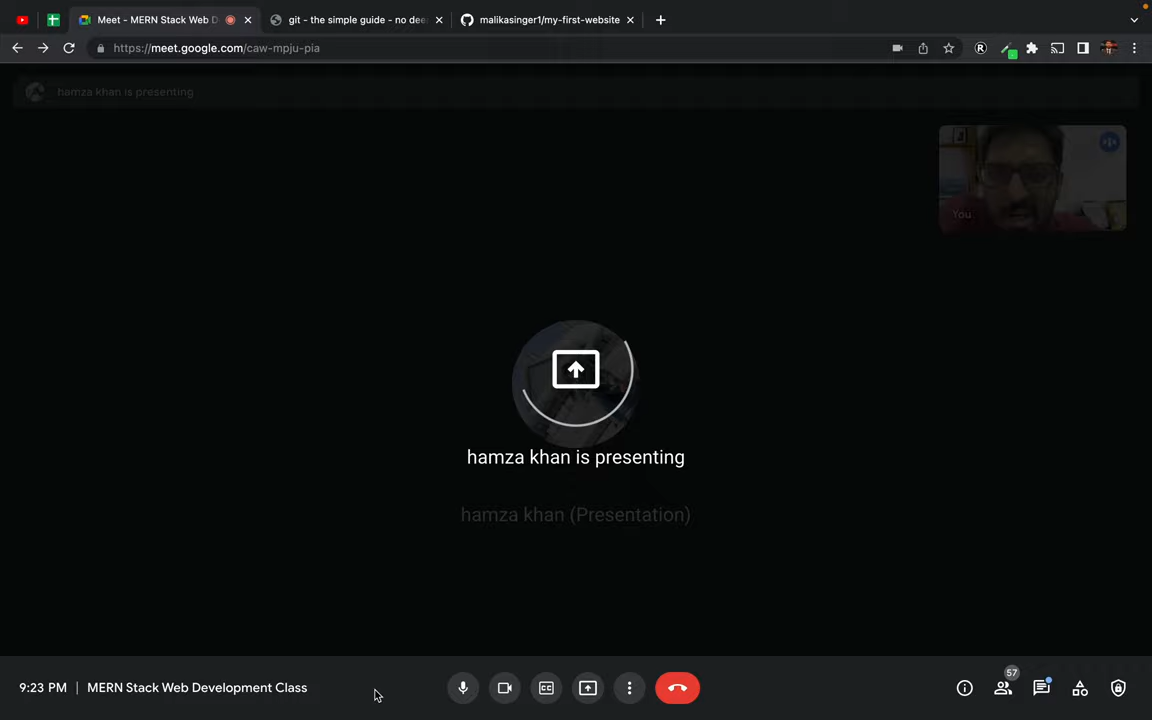 Meet - MERN Stack Web D
git - the simple guide - no dee
malikasinger1/my-first-website
https://meet.google.com/caw-mpju-pia
hamza khan is presenting
You
hamza khan is presenting
hamza khan (Presentation)
9:23 PM | MERN Stack Web Development Class
CC
57